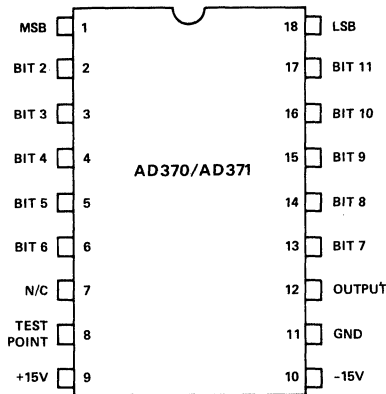 MSB 1 18 LSB
BIT 2 2 17 BIT 11
BIT 3 3 16 BIT 10
BIT 4 4 15 BIT 9
AD370/AD371
BIT 5 5 14 BIT 8
BIT 6 6 13 BIT 7
N/C 7 12 OUTPUT
TEST
POINT 8 11 GND
+15V 9 10 -15V